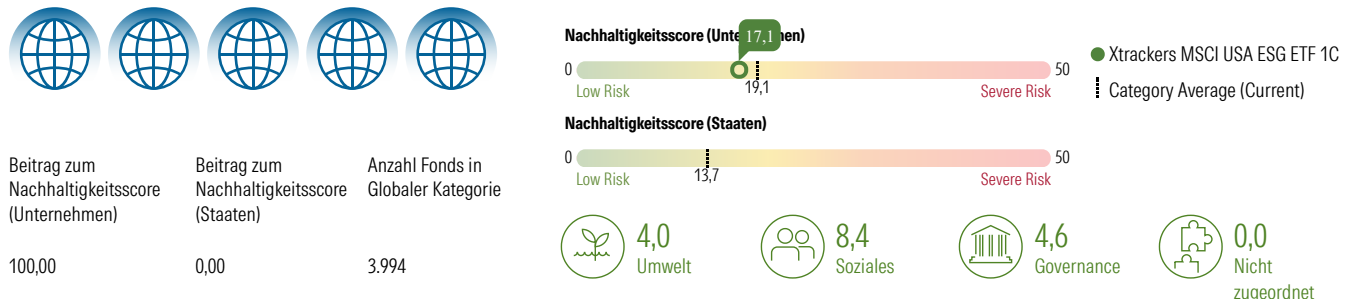 Beitrag zum
Nachhaltigkeitsscore
(Unternehmen)
100,00
Beitrag zum
Nachhaltigkeitsscore
(Staaten)
0,00
Anzahl Fonds in
Globaler Kategorie
3.994
Nachhaltigkeitsscore (Unte hmen)
17,1
0
50
19,1
Low Risk
Severe Risk
Xtrackers MSCI USA ESG ETF 1C
Category Average (Current)
Nachhaltigkeitsscore (Staaten)
0
50
13,7
Low Risk
Severe Risk
4,0
Umwelt
8,4
Soziales
4,6
Governance
0,0
Nicht
zugeordnet